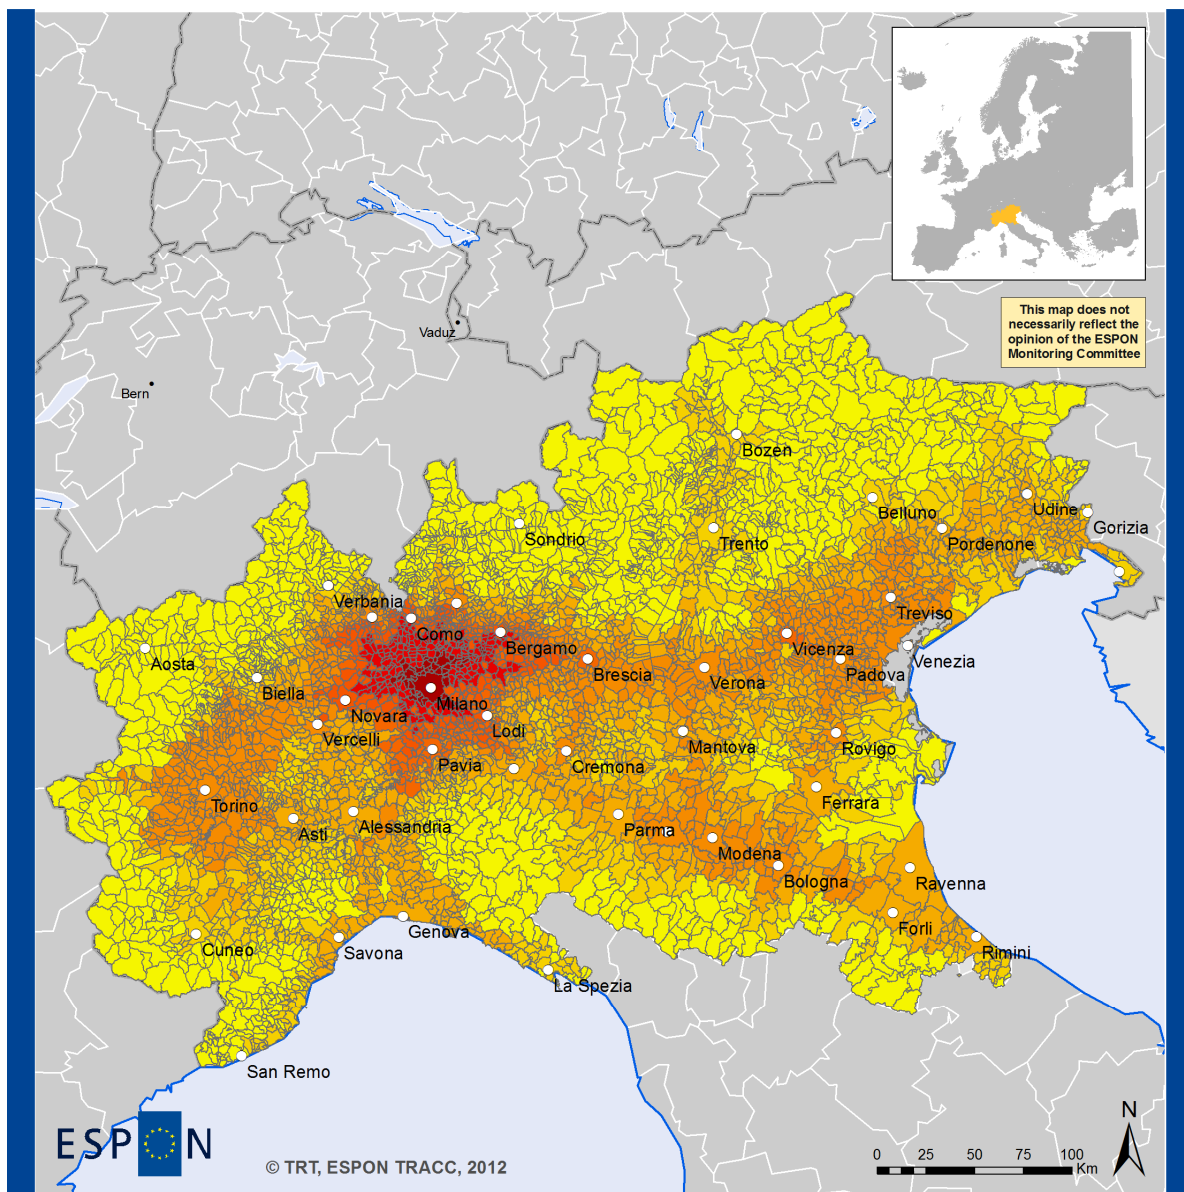 This map does not
necessarily reflect the
opinion of the ESPON
Monitoring Committee
Vaduz
Bern
Bozen
Belluno
Udine
Gorizia
Sondrio
Trento
Pordenone
Verbania
Treviso
Como
Bergamo
Vicenza
Venezia
Aosta
Brescia
Verona
Padova
Biella
Milano
Novara
Lodi
Vercelli
Mantova
Rovigo
Pavia
Cremona
Torino
Ferrara
Asti
Alessandria
Parma
Modena
Bologna
Ravenna
Genova
Forli
Cuneo
Savona
Rimini
La Spezia
San Remo
N
ESPON
© TRT, ESPON TRACC, 2012
0 25 50 75 100
Km